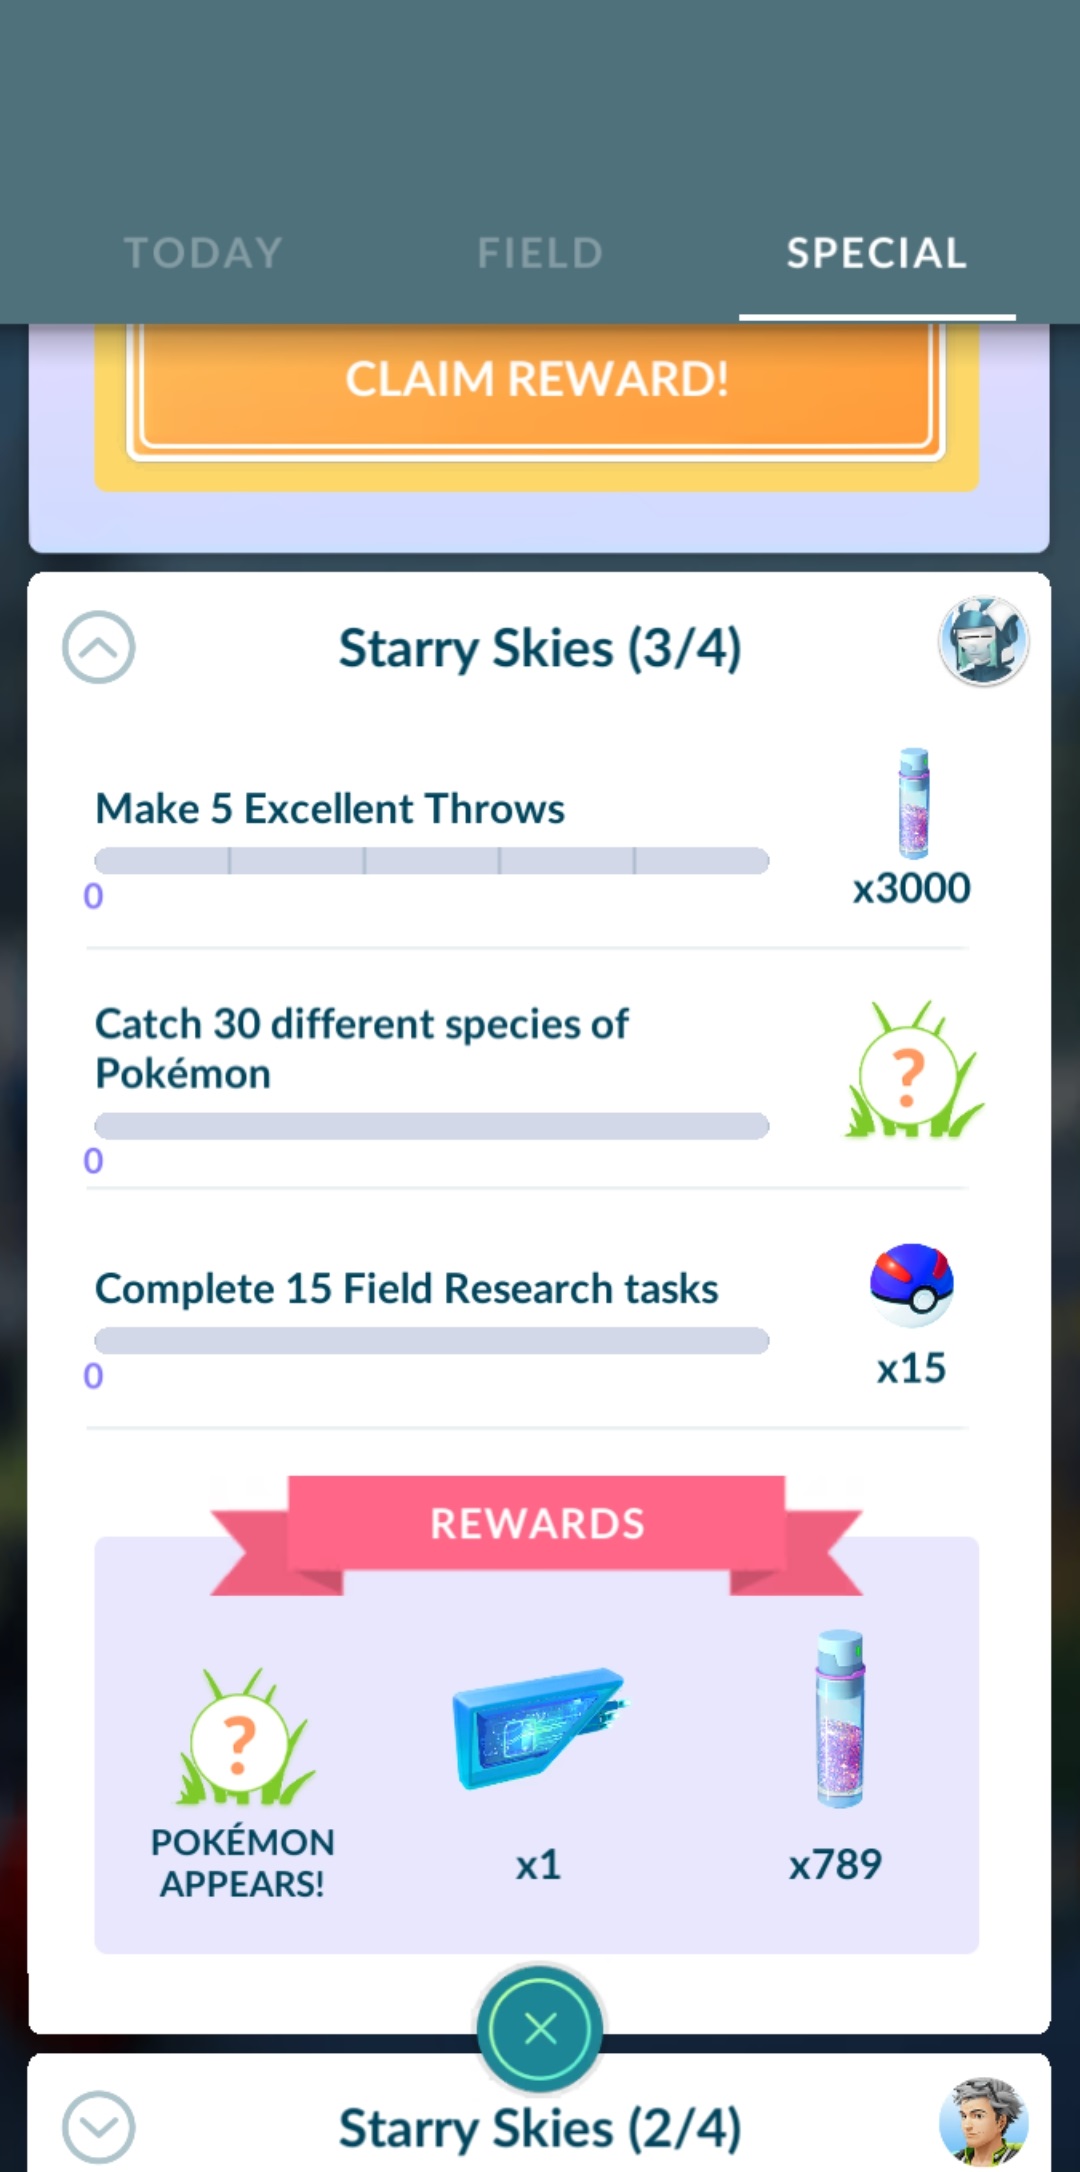 TODAY
FIELD
SPECIAL
CLAIM REWARD!
Starry Skies (3/4)
Make 5 Excellent Throws
0
x3000
Catch 30 different species of
Pokémon
0
?
Complete 15 Field Research tasks
0
x15
REWARDS
?
POKÉMON
APPEARS!
x1
x789
Starry Skies (2/4)